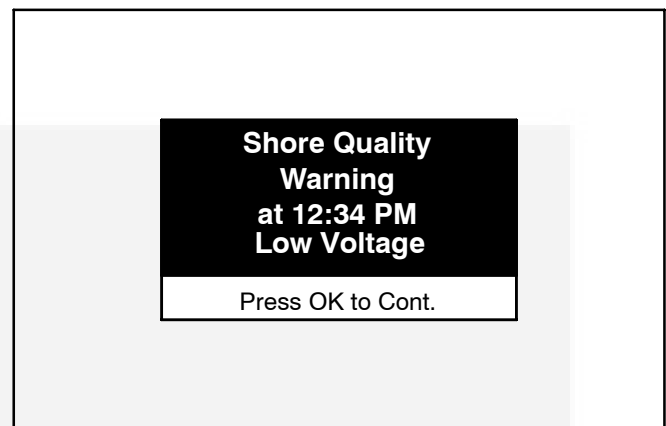 Shore Quality
Warning
at 12:34 PM
Low Voltage
Press OK to Cont.